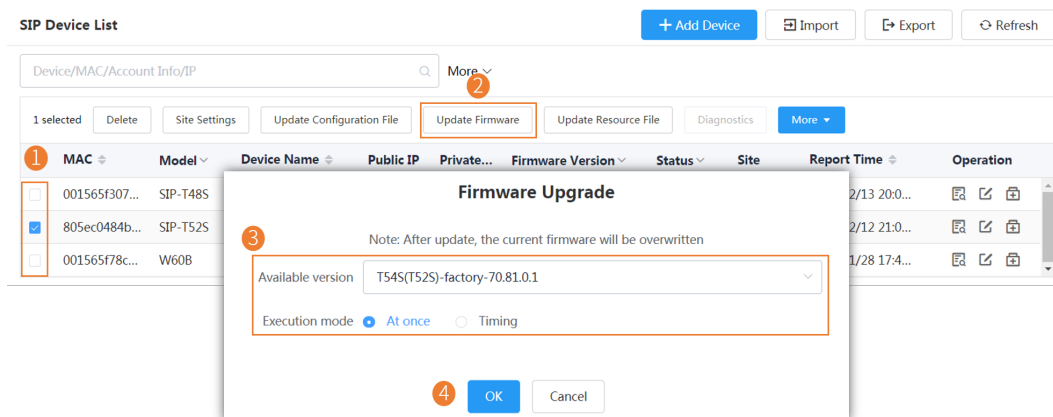 SIP Device List
+ Add Device
Import
Export
Refresh
Device/MAC/Account Info/IP
More
2
1 selected
Delete
Site Settings
Update Configuration File
Update Firmware
Update Resource File
Diagnostics
More
1
MAC
Model
Device Name
Public IP
Private...
Firmware Version
Status
Site
Report Time
Operation
001565f307...
SIP-T48S
2/13 20:0...
805ec0484b...
SIP-T52S
2/12 21:0...
001565f78c...
W60B
1/28 17:4...
Firmware Upgrade
3
Note: After update, the current firmware will be overwritten
Available version
T54S(T52S)-factory-70.81.0.1
Execution mode
At once
Timing
4
OK
Cancel